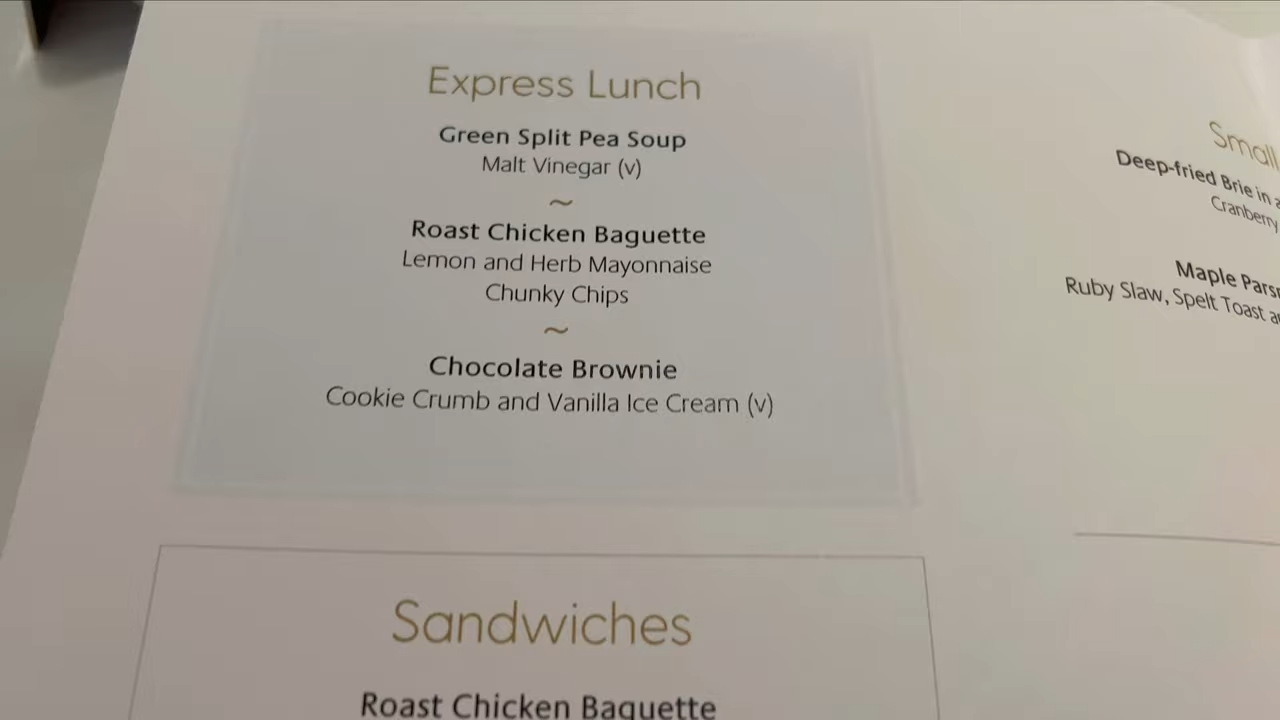 Express Lunch
Green Split Pea Soup
Malt Vinegar (v)
~
Roast Chicken Baguette
Lemon and Herb Mayonnaise
Chunky Chips
~
Chocolate Brownie
Cookie Crumb and Vanilla Ice Cream (v)
Sandwiches
Roast Chicken Baguette
Small
Deep-fried Brie in
Cranberry
Maple
Ruby Slaw, Spelt Toast